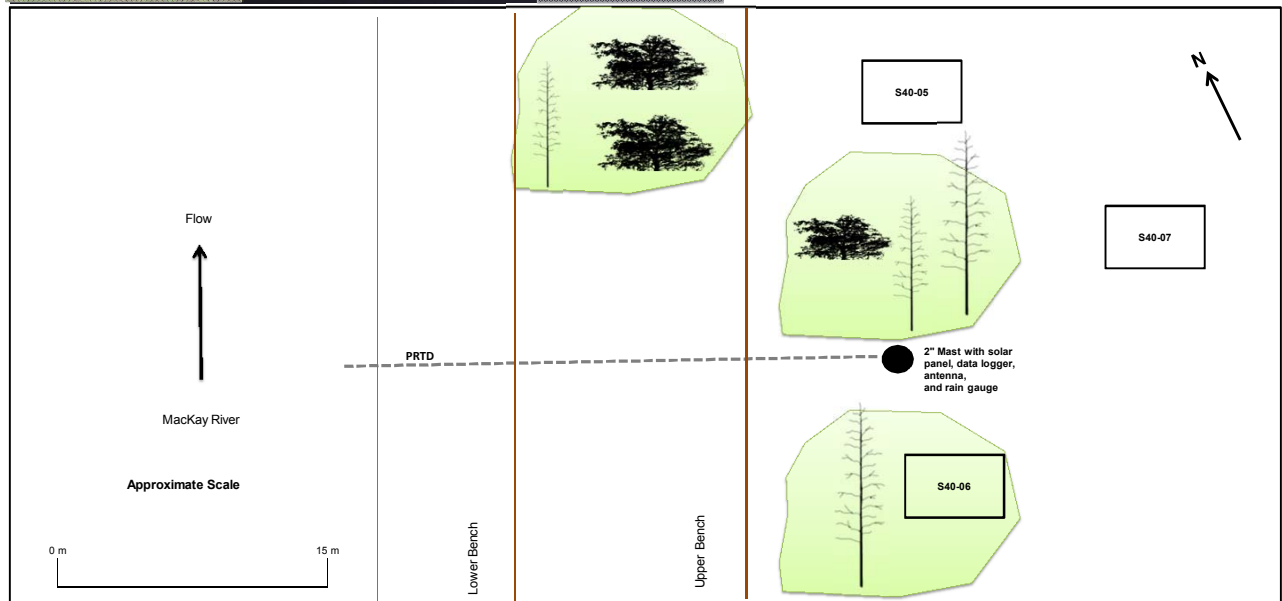 N
S40-05
S40-07
Flow
PRTD
2" Mast with solar
panel, data logger,
antenna,
and rain gauge
MacKay River
Approximate Scale
S40-06
0 m
15 m
Lower Bench
Upper Bench